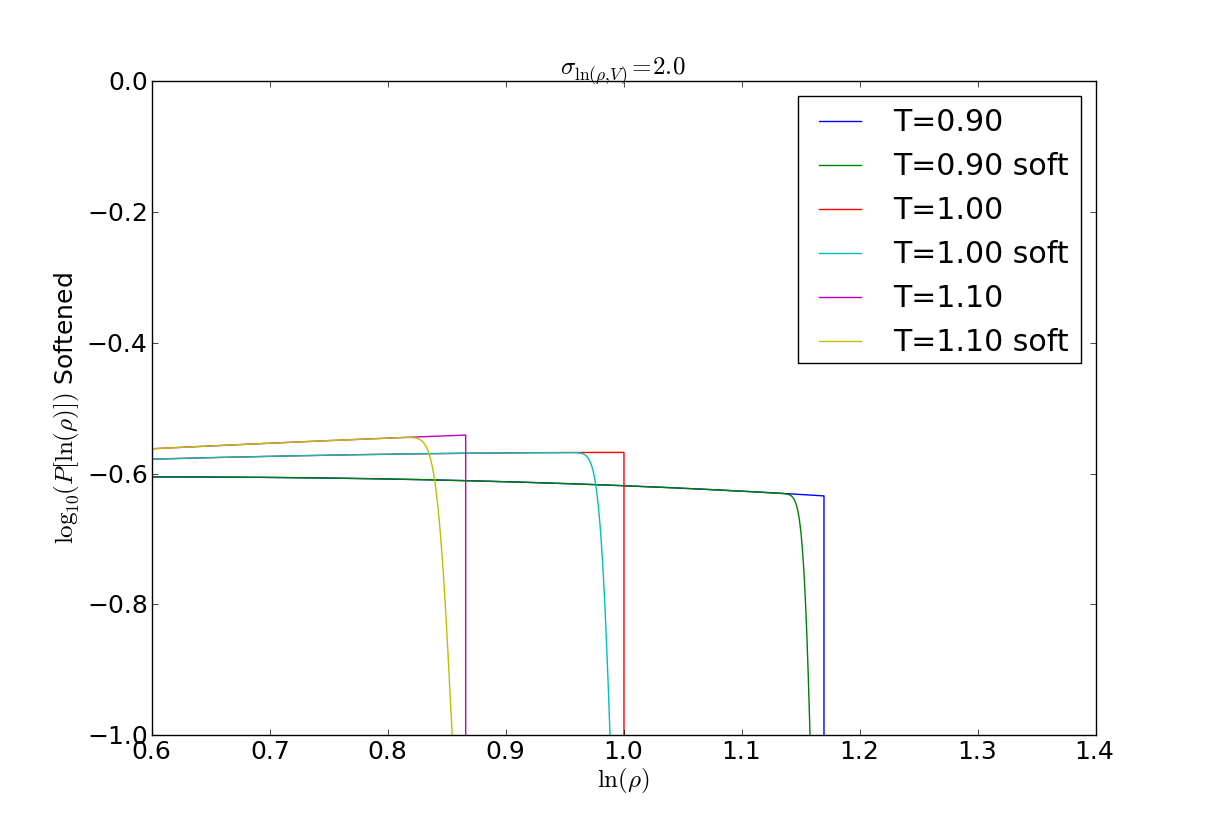 σ_ln(ρ,V) = 2.0
0.0
−0.2
−0.4
−0.6
−0.8
−1.0
log₁₀(P[ln(ρ)]) Softened
T=0.90
T=0.90 soft
T=1.00
T=1.00 soft
T=1.10
T=1.10 soft
0.6 0.7 0.8 0.9 1.0 1.1 1.2 1.3 1.4
ln(ρ)